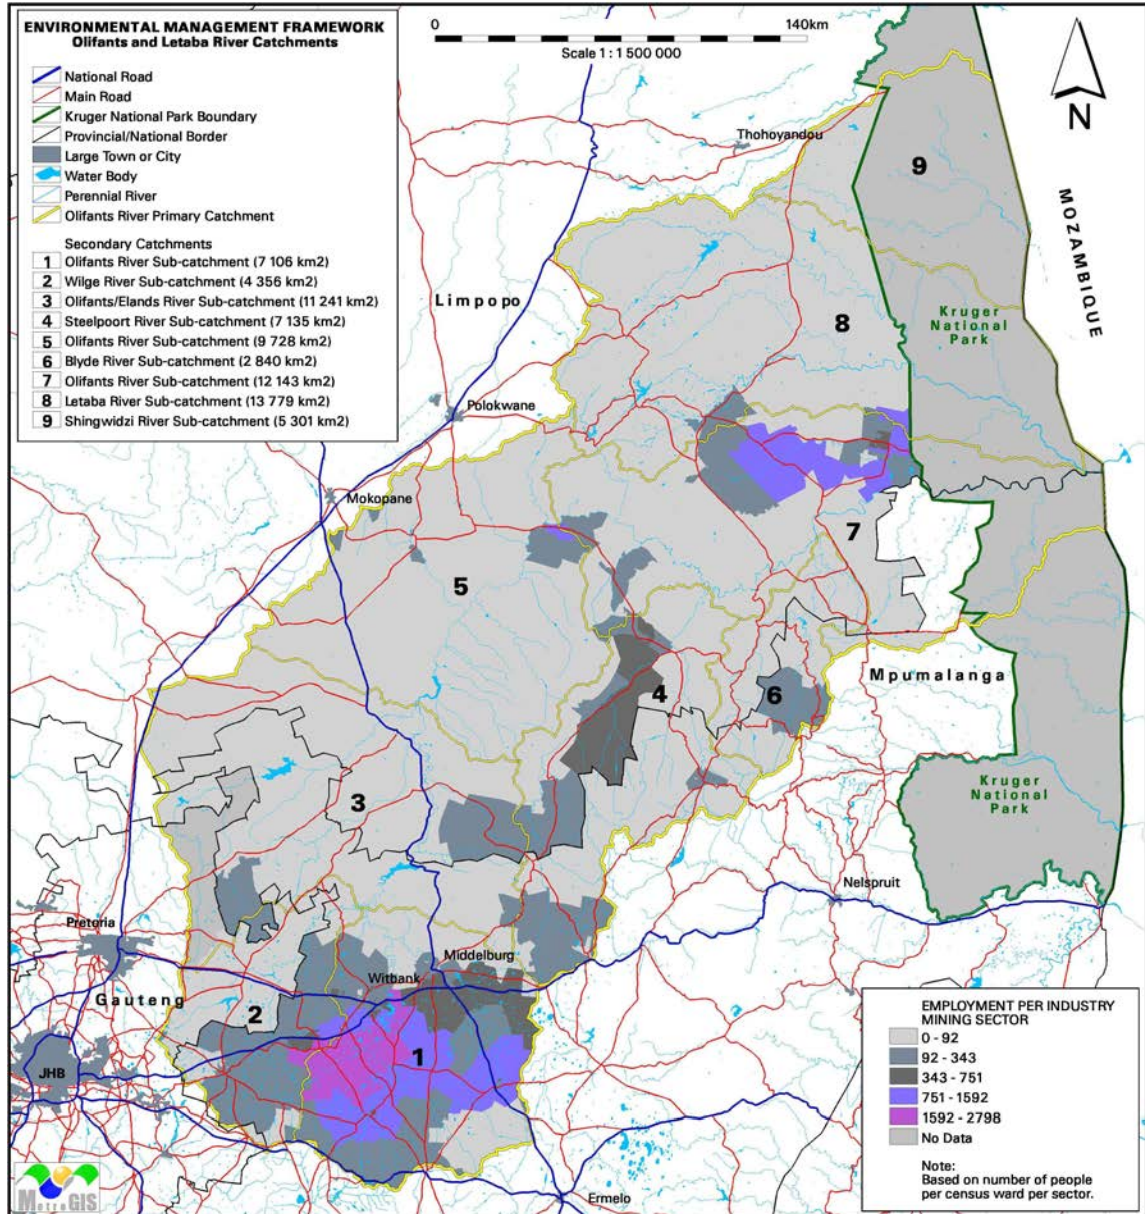 ENVIRONMENTAL MANAGEMENT FRAMEWORK
Olifants and Letaba River Catchments
National Road
Main Road
Kruger National Park Boundary
Provincial/National Border
Large Town or City
Water Body
Perennial River
Olifants River Primary Catchment
Secondary Catchments
1 Olifants River Sub-catchment (7 106 km2)
2 Wilge River Sub-catchment (4 356 km2)
3 Olifants/Elands River Sub-catchment (11 241 km2)
4 Steelpoort River Sub-catchment (7 135 km2)
5 Olifants River Sub-catchment (9 728 km2)
6 Blyde River Sub-catchment (2 840 km2)
7 Olifants River Sub-catchment (12 143 km2)
8 Letaba River Sub-catchment (13 779 km2)
9 Shingwidzi River Sub-catchment (5 301 km2)
0 140km
Scale 1 : 1 500 000
N
Thohoyandou
9
MOZAMBIQUE
Limpopo
8
Kruger
National
Park
Polokwane
Mokopane
7
5
Mpumalanga
4
6
3
Kruger
National
Park
Nelspruit
Pretoria
Middelburg
Witbank
Gauteng
2
1
JHB
Ermelo
EMPLOYMENT PER INDUSTRY
MINING SECTOR
0 - 92
92 - 343
343 - 751
751 - 1592
1592 - 2798
No Data
Note:
Based on number of people
per census ward per sector.
MetroGIS